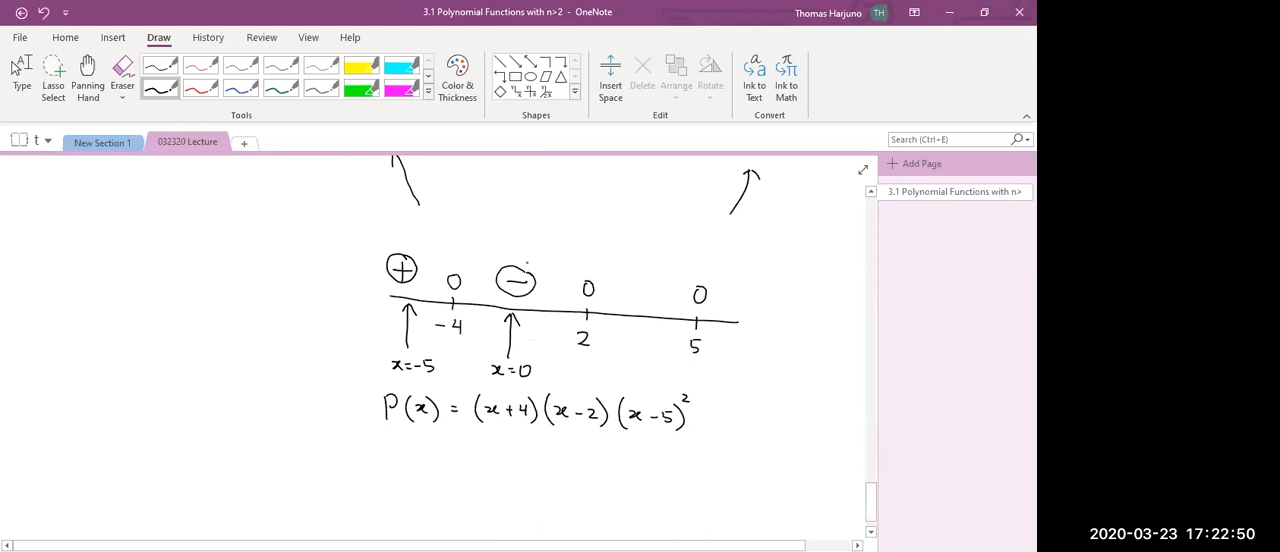 3.1 Polynomial Functions with n>2 - OneNote
Thomas Harjuno TH
File Home Insert Draw History Review View Help
Type
Lasso Select
Panning Hand
Eraser
Color & Thickness
Insert Space
Delete
Arrange
Rotate
Ink to Text
Ink to Math
Tools Shapes Edit Convert
t New Section 1 032320 Lecture + Search (Ctrl+E)
Add Page
3.1 Polynomial Functions with n>
+ 0 − 0 0
-4 2 5
x=-5 x=0
P(x) = (x+4)(x-2)(x-5)²
2020-03-23 17:22:50